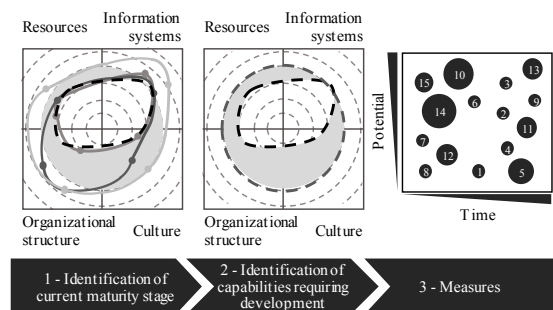 Resources
Information
systems
Organizational
structure
Culture
Resources
Information
systems
Organizational
structure
Culture
Potential
15
10
3
13
14
6
2
9
11
7
12
4
8
1
5
Time
1 - Identification of
current maturity stage
2 - Identification of
capabilities requiring
development
3 - Measures